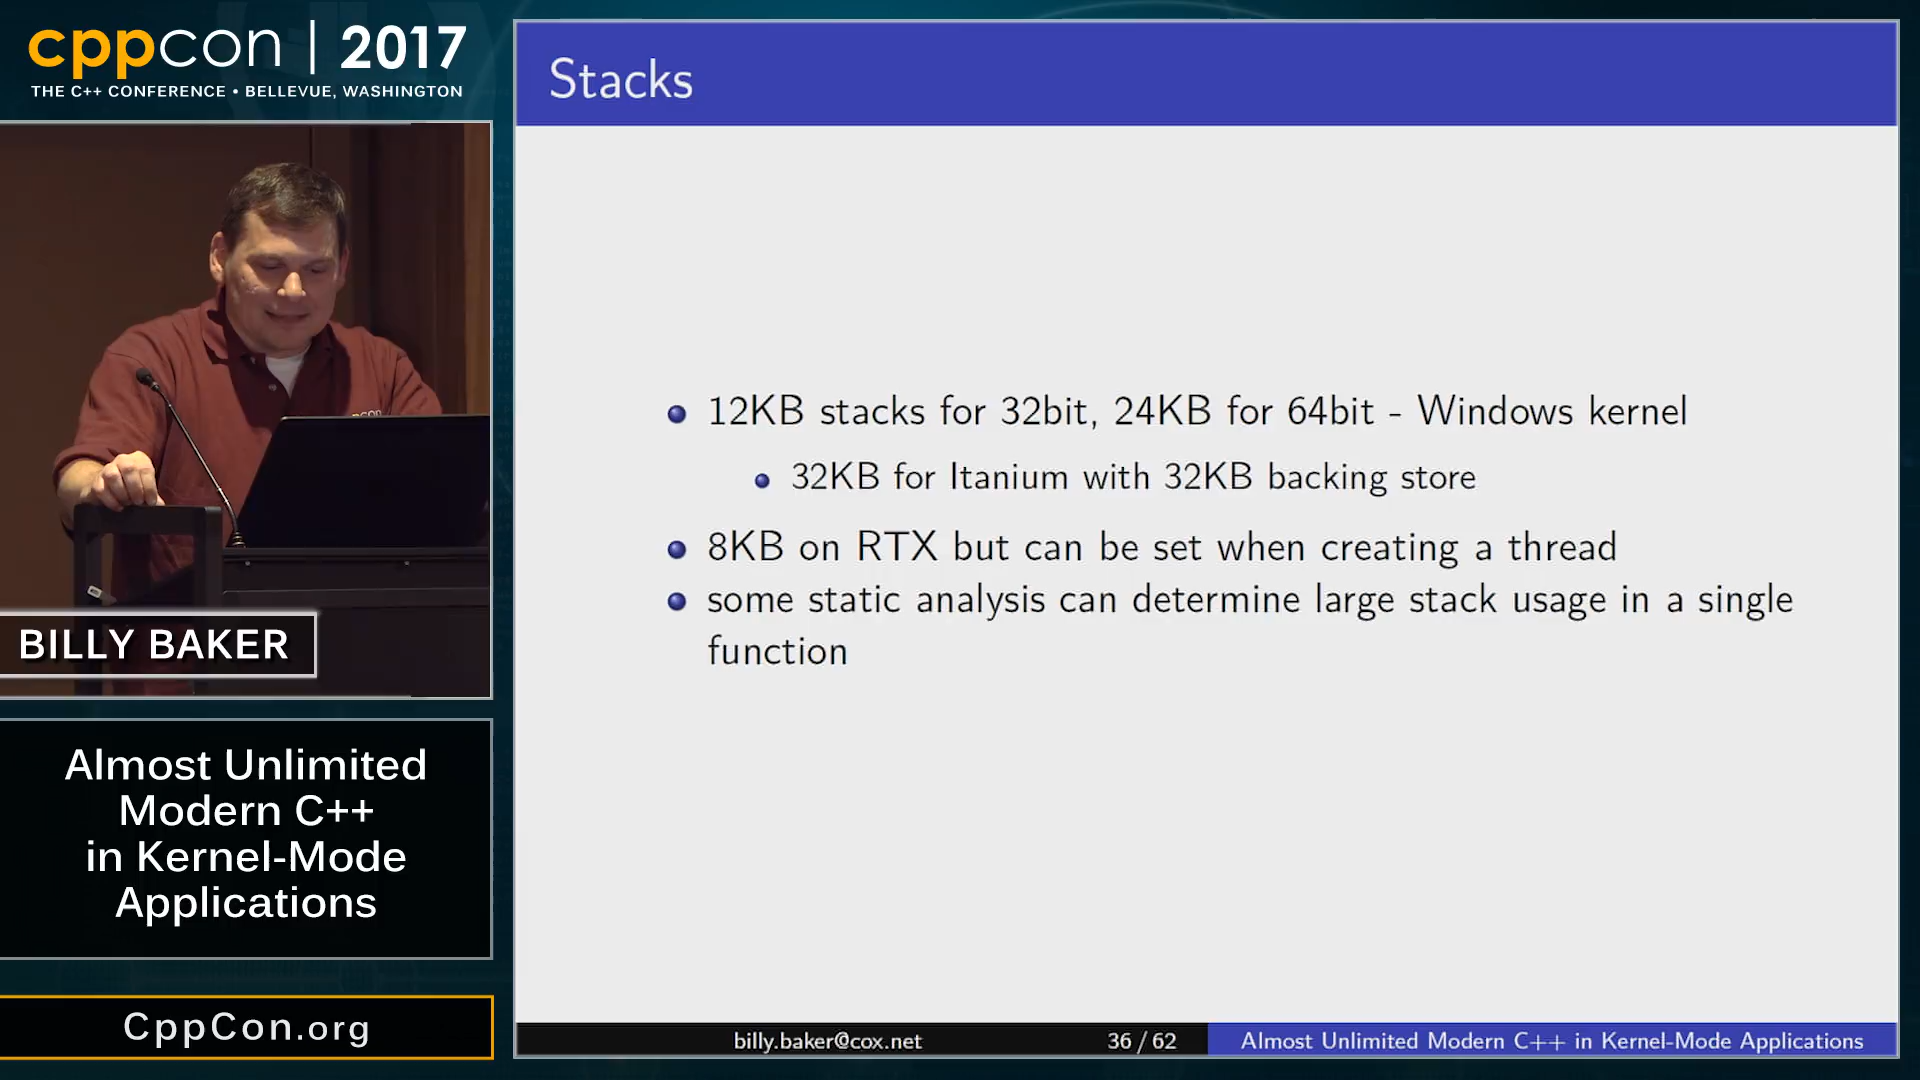 cppcon | 2017
THE C++ CONFERENCE • BELLEVUE, WASHINGTON
BILLY BAKER
Almost Unlimited
Modern C++
in Kernel-Mode
Applications
CppCon.org
Stacks
12KB stacks for 32bit, 24KB for 64bit - Windows kernel
32KB for Itanium with 32KB backing store
8KB on RTX but can be set when creating a thread
some static analysis can determine large stack usage in a single
function
billy.baker@cox.net
36 / 62
Almost Unlimited Modern C++ in Kernel-Mode Applications